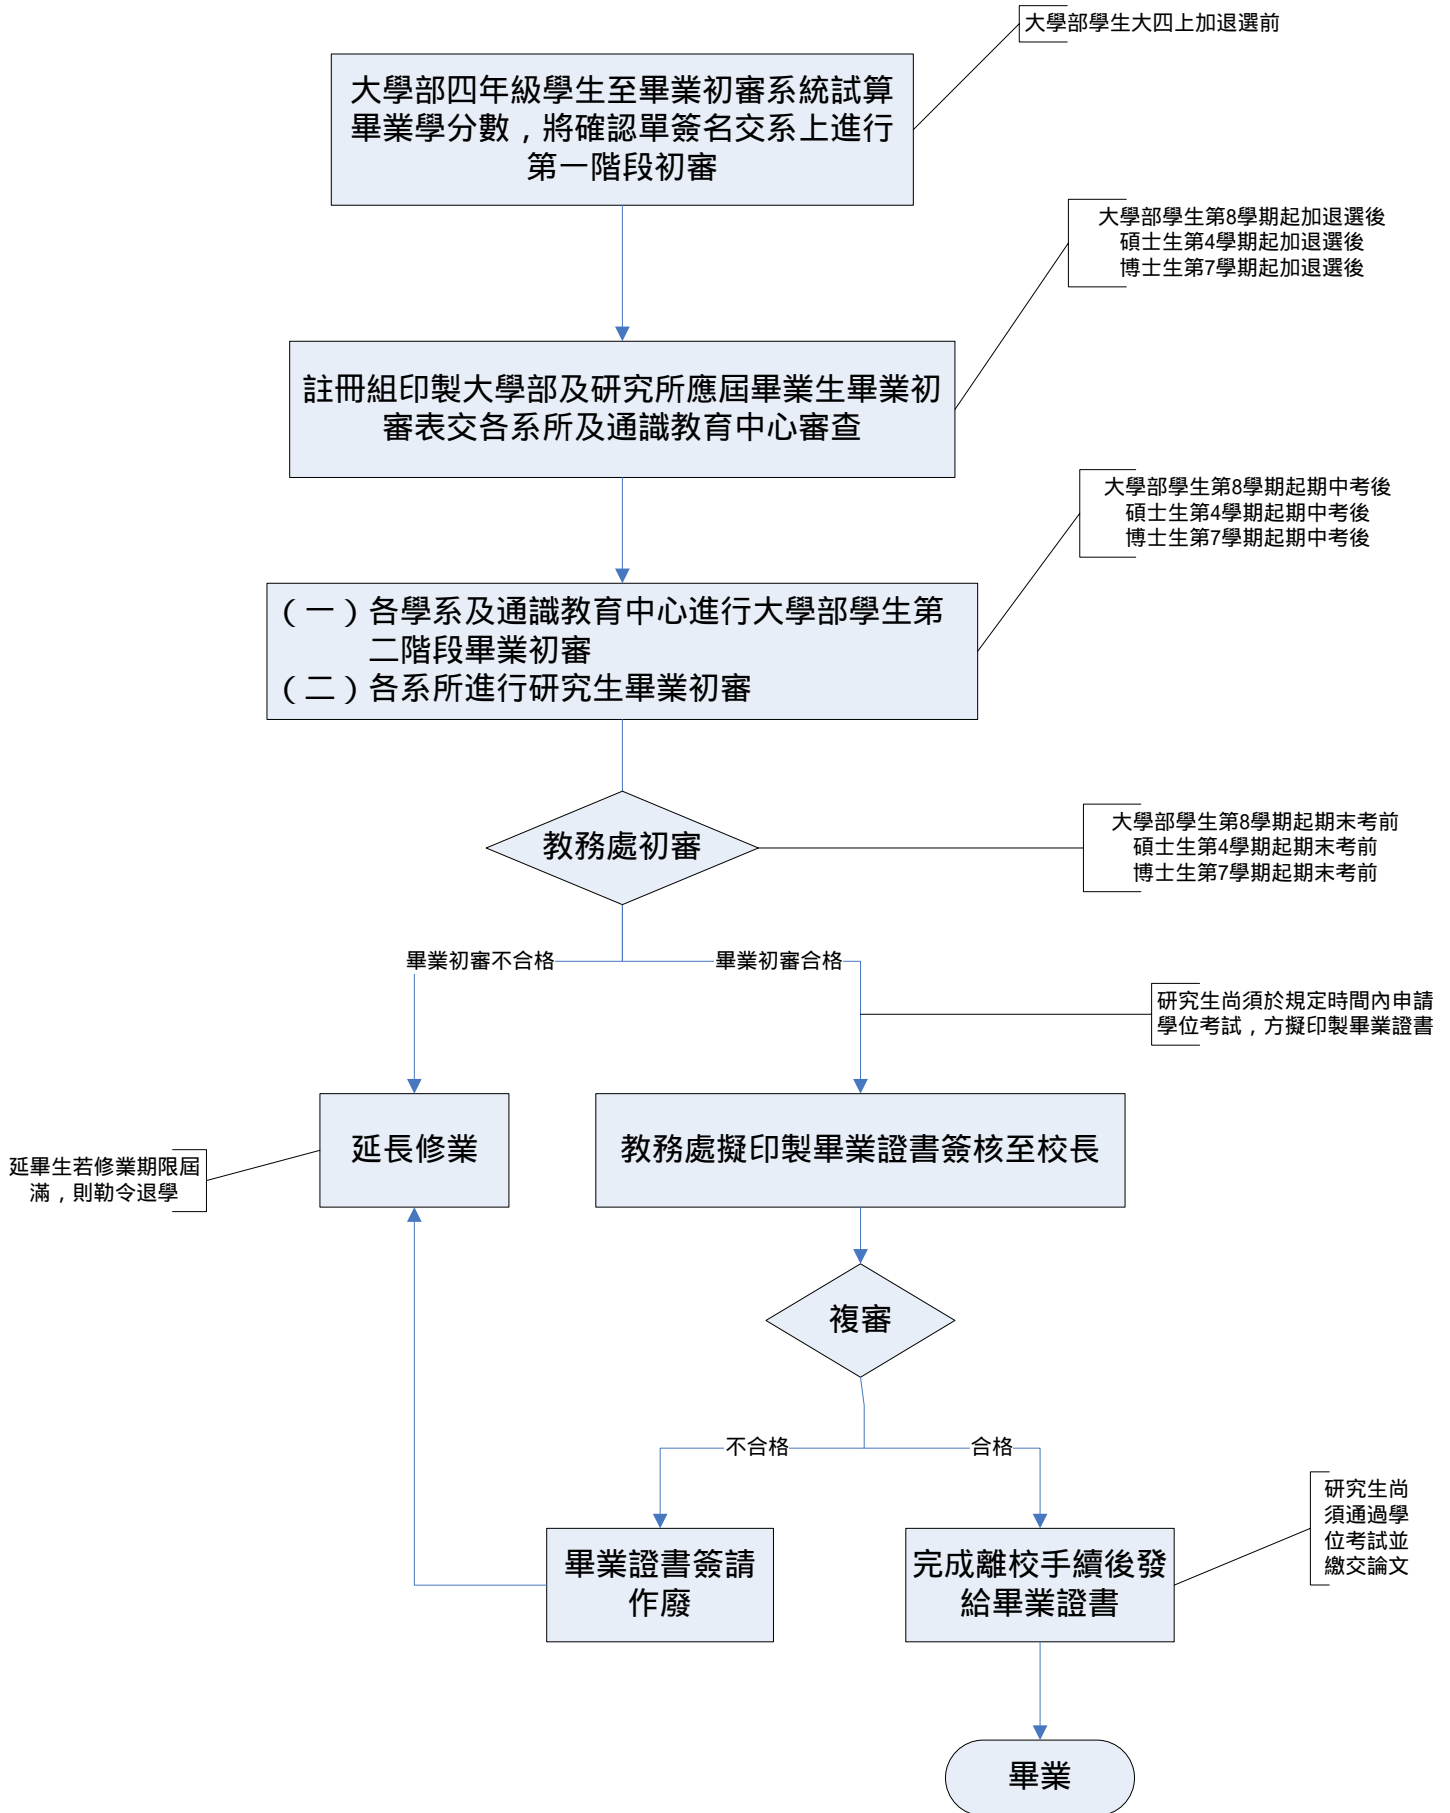 大學部學生大四上加退選前
大學部四年級學生至畢業初審系統試算
畢業學分數，將確認單簽名交系上進行
第一階段初審
大學部學生第8學期起加退選後
碩士生第4學期起加退選後
博士生第7學期起加退選後
註冊組印製大學部及研究所應屆畢業生畢業初
審表交各系所及通識教育中心審查
大學部學生第8學期起期中考後
碩士生第4學期起期中考後
博士生第7學期起期中考後
（一）各學系及通識教育中心進行大學部學生第
二階段畢業初審
（二）各系所進行研究生畢業初審
教務處初審
大學部學生第8學期起期末考前
碩士生第4學期起期末考前
博士生第7學期起期末考前
畢業初審不合格
畢業初審合格
研究生尚須於規定時間內申請
學位考試，方擬印製畢業證書
延長修業
教務處擬印製畢業證書簽核至校長
延畢生若修業期限屆
滿，則勒令退學
複審
不合格
合格
研究生尚
須通過學
位考試並
繳交論文
畢業證書簽請
作廢
完成離校手續後發
給畢業證書
畢業